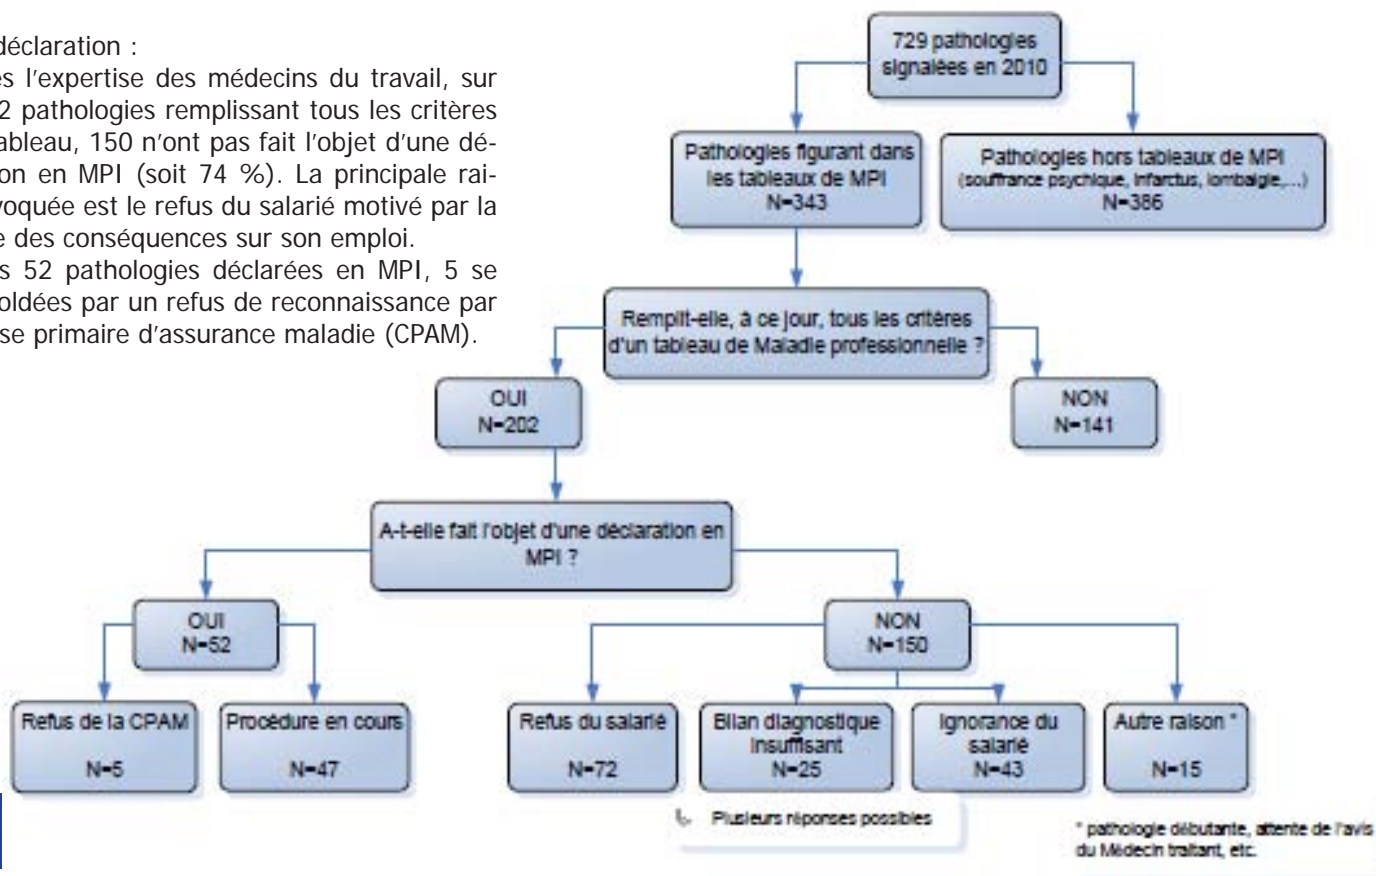 déclaration :
l'expertise des médecins du travail, sur
2 pathologies remplissant tous les critères
150 n'ont pas fait l'objet d'une dé-
en MPI (soit 74 %). La principale rai-
est le refus du salarié motivé par la
des conséquences sur son emploi.
52 pathologies déclarées en MPI, 5 se
par un refus de reconnaissance par
primaire d'assurance maladie (CPAM).
729 pathologies
signalées en 2010
Pathologies figurant dans
les tableaux de MPI
N=343
Pathologies hors tableaux de MPI
(souffrance psychique, infarctus, lombalgie,...)
N=386
Remplit-elle, à ce jour, tous les critères
d'un tableau de Maladie professionnelle ?
OUI
N=202
NON
N=141
A-t-elle fait l'objet d'une déclaration en
MPI ?
OUI
N=52
NON
N=150
Refus de la CPAM
N=5
Procédure en cours
N=47
Refus du salarié
N=72
Bilan diagnostique
insuffisant
N=25
Ignorance du
salarié
N=43
Autre raison *
N=15
Plusieurs réponses possibles
* pathologie débutante, attente de l'avis
du Médecin traitant, etc.